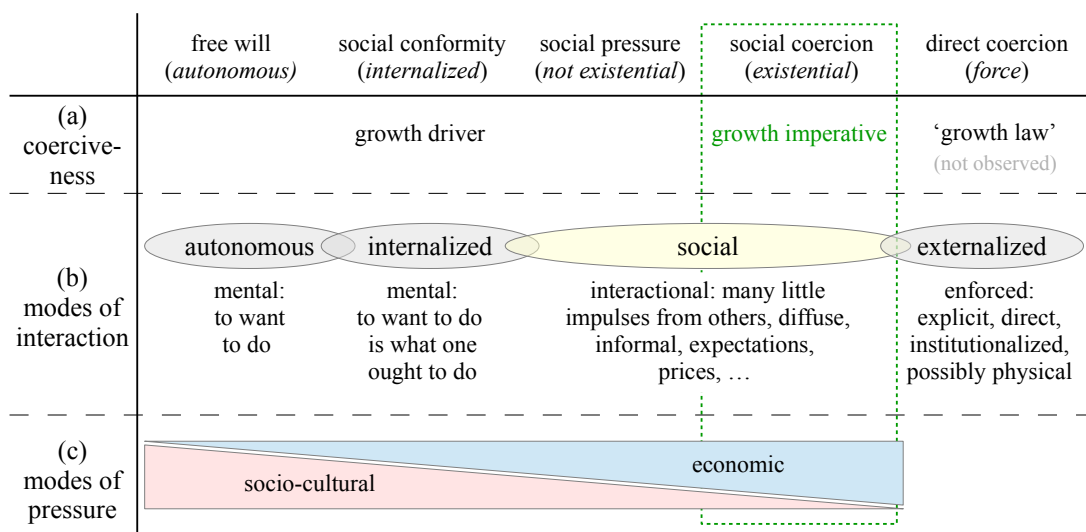 free will
(autonomous)
social conformity
(internalized)
social pressure
(not existential)
social coercion
(existential)
direct coercion
(force)
(a)
coercive-
ness
growth driver
growth imperative
‘growth law’
(not observed)
(b)
modes of
interaction
autonomous
internalized
social
externalized
mental:
to want
to do
mental:
to want to do
is what one
ought to do
interactional: many little
impulses from others, diffuse,
informal, expectations,
prices, …
enforced:
explicit, direct,
institutionalized,
possibly physical
(c)
modes of
pressure
economic
socio-cultural